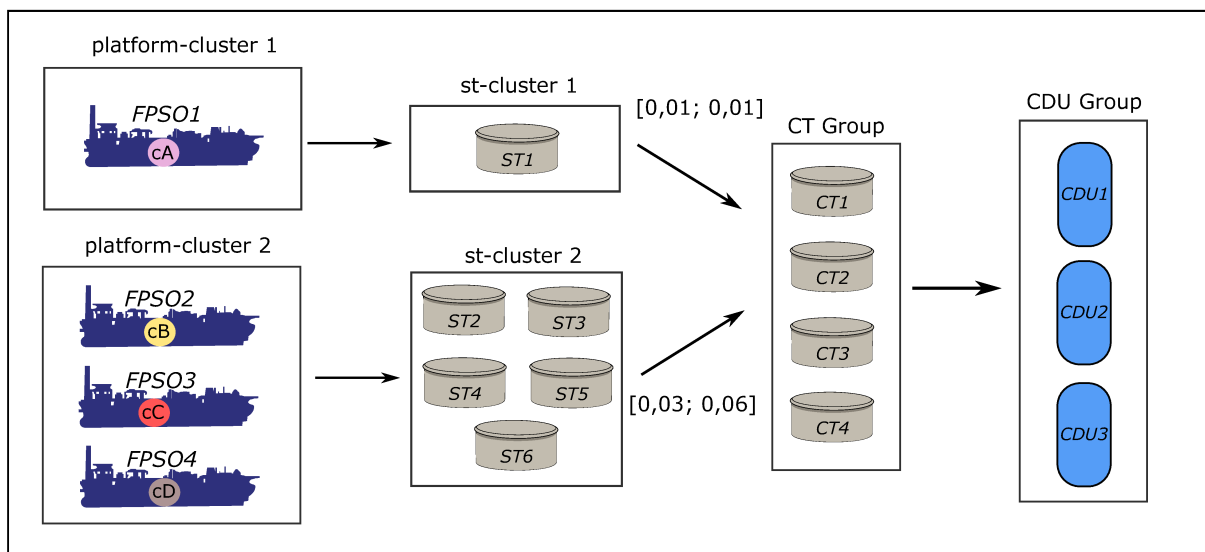 platform-cluster 1
FPSO1
cA
st-cluster 1
ST1
[0,01; 0,01]
platform-cluster 2
FPSO2
cB
FPSO3
cC
FPSO4
cD
st-cluster 2
ST2 ST3
ST4 ST5
ST6
[0,03; 0,06]
CT Group
CT1
CT2
CT3
CT4
CDU Group
CDU1
CDU2
CDU3